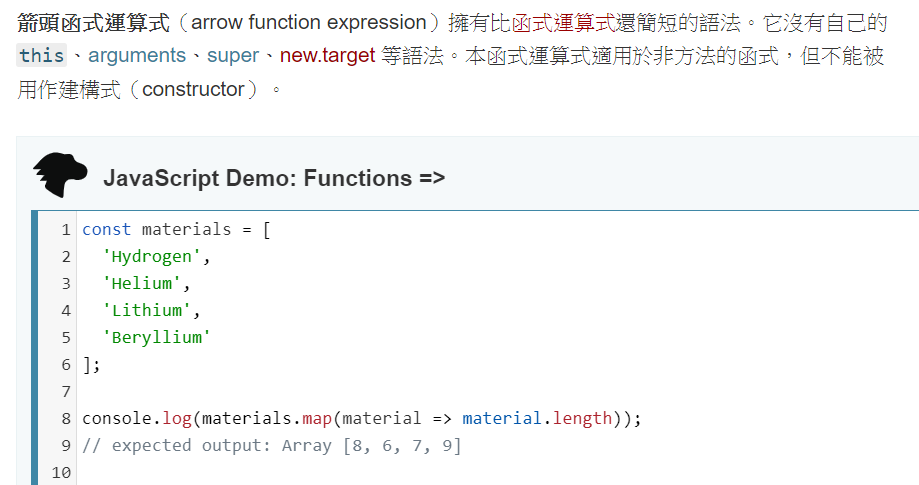 箭頭函式運算式（arrow function expression）擁有比函式運算式還簡短的語法。它沒有自己的
this、arguments、super、new.target 等語法。本函式運算式適用於非方法的函式，但不能被
用作建構式（constructor）。
JavaScript Demo: Functions =>
1 const materials = [
2   'Hydrogen',
3   'Helium',
4   'Lithium',
5   'Beryllium'
6 ];
7
8 console.log(materials.map(material => material.length));
9 // expected output: Array [8, 6, 7, 9]
10